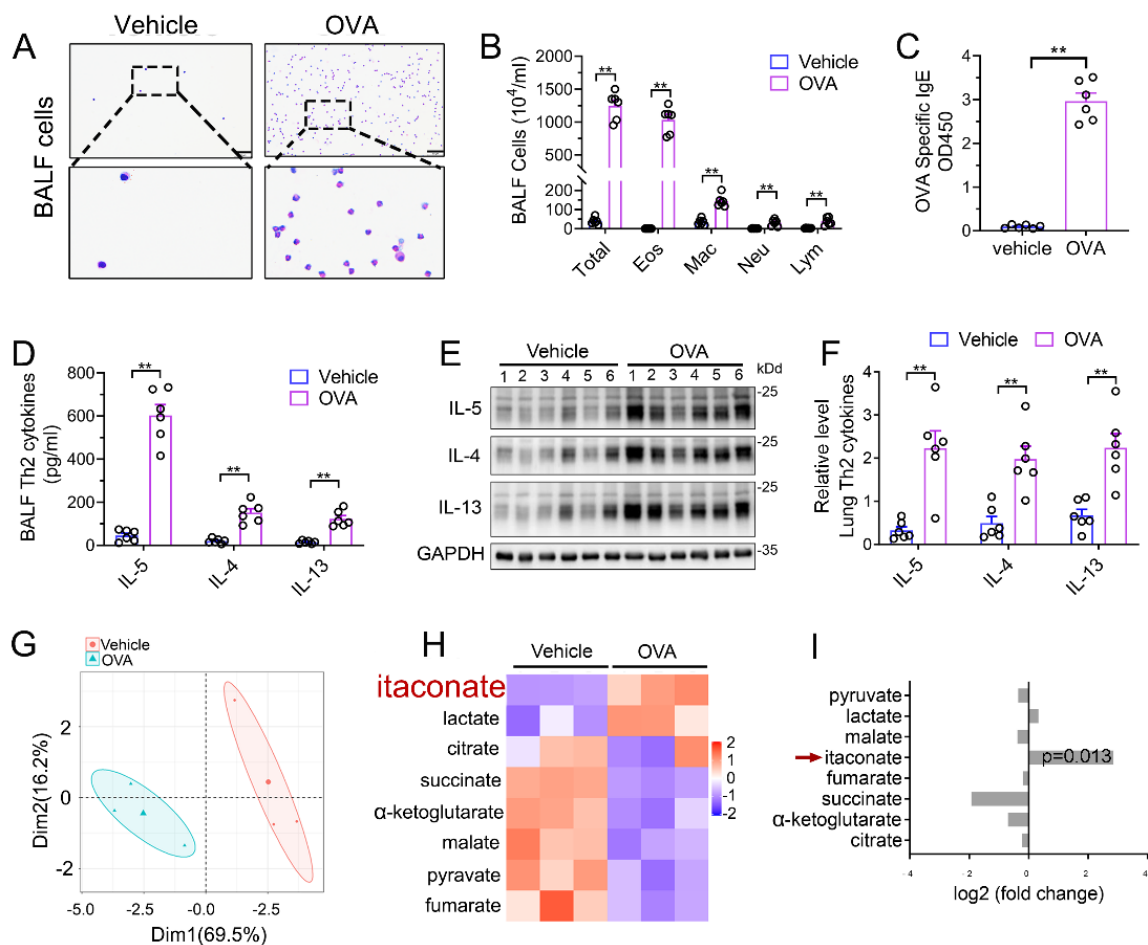 A
Vehicle
OVA
BALF cells
B
BALF Cells (10⁴/ml)
1500
1250
1000
750
500
200
100
0
Vehicle
OVA
**
**
**
**
**
Total
Eos
Mac
Neu
Lym
C
OVA Specific IgE
OD450
4
3
2
1
0
**
vehicle
OVA
D
BALF Th2 cytokines
(pg/ml)
800
600
400
200
0
Vehicle
OVA
**
**
**
IL-5
IL-4
IL-13
E
Vehicle
OVA
kDd
1 2 3 4 5 6 1 2 3 4 5 6
IL-5
-25
IL-4
-25
IL-13
-25
GAPDH
-35
F
Vehicle
OVA
Relative level
Lung Th2 cytokines
4
3
2
1
0
**
**
**
IL-5
IL-4
IL-13
G
Vehicle
OVA
Dim2(16.2%)
2
0
-2
-5.0
-2.5
-0.0
-2.5
Dim1(69.5%)
H
Vehicle
OVA
itaconate
lactate
citrate
succinate
α-ketoglutarate
malate
pyravate
fumarate
2
1
0
-1
-2
I
pyruvate
lactate
malate
itaconate
p=0.013
fumarate
succinate
α-ketoglutarate
citrate
-4
-2
0
2
4
log2 (fold change)